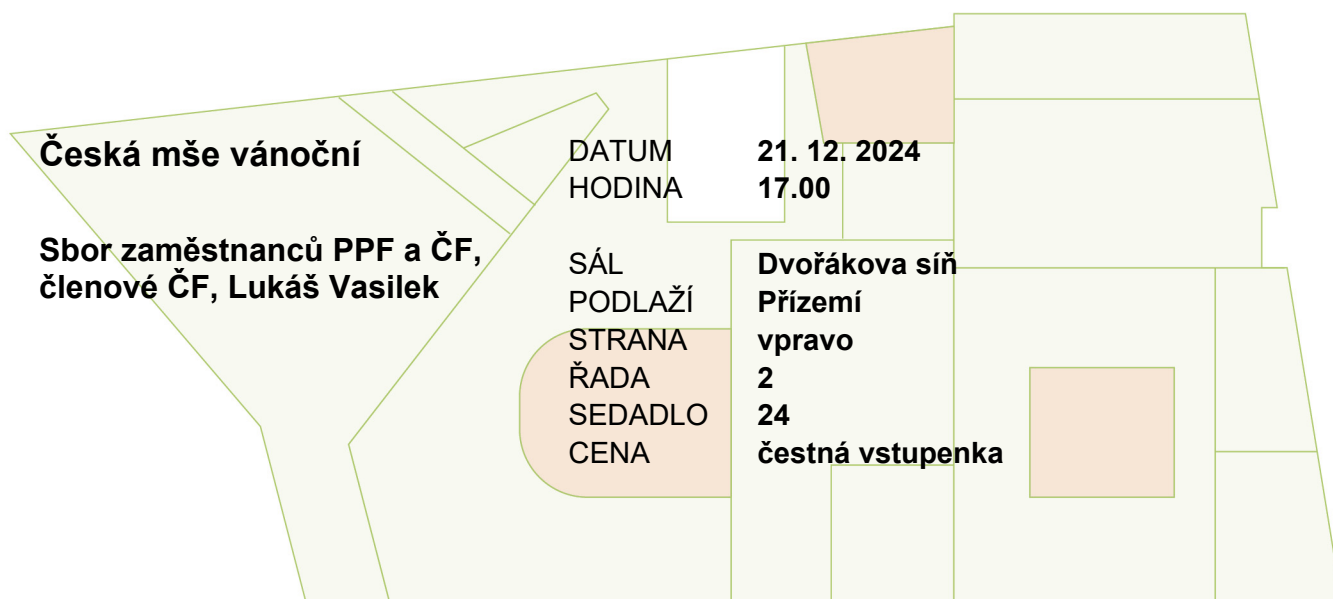 Česká mše vánoční
Sbor zaměstnanců PPF a ČF,
členové ČF, Lukáš Vasilek
DATUM 21. 12. 2024
HODINA 17.00
SÁL Dvořákova síň
PODLAŽÍ Přízemí
STRANA vpravo
ŘADA 2
SEDADLO 24
CENA čestná vstupenka